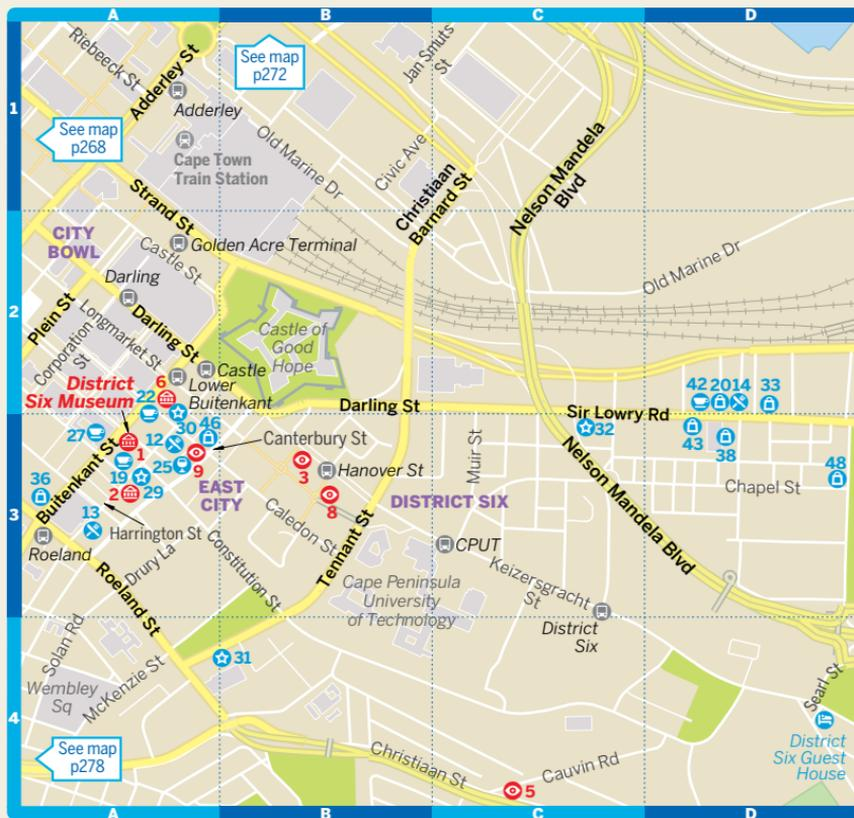 A
B
C
D
1
2
3
4
Riebeeck St
Adderley St
See map
p272
Jan Smuts
St
Adderley
See map
p268
Cape Town
Train Station
Old Marine Dr
Civic Ave
Christiaan
Barnard St
Nelson Mandela
Blvd
Strand St
CITY
BOWL
Golden Acre Terminal
Castle St
Old Marine Dr
Darling
Plein St
Longmarket St
Darling St
Corporation
St
Castle of
Good
Hope
Castle
Lower
Buitenkant
6
District
Six Museum
22
Darling St
Sir Lowry Rd
42
20
14
33
32
43
38
48
27
30
46
12
1
Canterbury St
Muir St
25
9
19
29
2
3
Hanover St
8
36
Buitenkant St
EAST
CITY
DISTRICT SIX
Chapel St
13
Harrington St
Caledon St
Tennant St
Nelson Mandela Blvd
Roeland
Drury La
Constitution St
CPUT
Keizersgracht
St
Roeland St
Cape Peninsula
University
of Technology
District
Six
Solan Rd
McKenzie St
31
Wembley
Sq
Searl St
See map
p278
Christiaan St
Cauvin Rd
5
District
Six Guest
House
A
B
C
D